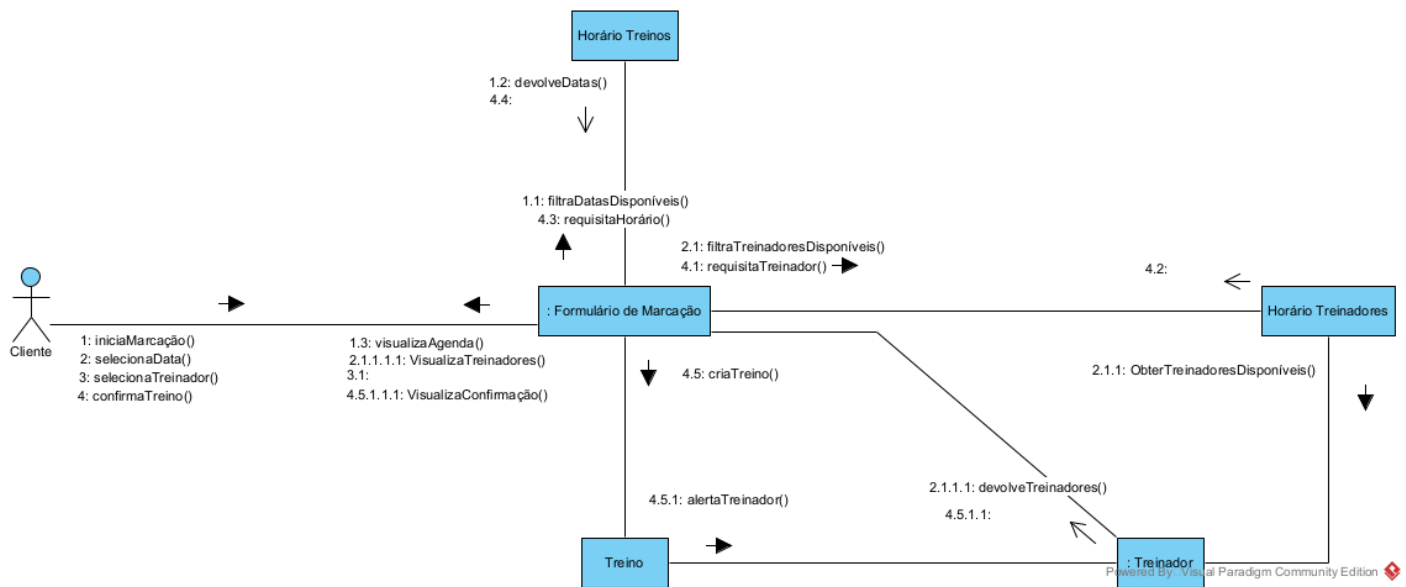 Horário Treinos
1.2: devolveDatas()
4.4:
1.1: filtraDatasDisponíveis()
4.3: requisitaHorário()
2.1: filtraTreinadoresDisponíveis()
4.1: requisitaTreinador()
4.2:
: Formulário de Marcação
Horário Treinadores
Cliente
1: iniciaMarcação()
2: selecionaData()
3: selecionaTreinador()
4: confirmaTreino()
1.3: visualizaAgenda()
2.1.1.1.1: VisualizaTreinadores()
3.1:
4.5.1.1.1: VisualizaConfirmação()
4.5: criaTreino()
2.1.1: ObterTreinadoresDisponíveis()
4.5.1: alertaTreinador()
2.1.1.1: devolveTreinadores()
4.5.1.1:
Treino
: Treinador
Powered By Visual Paradigm Community Edition